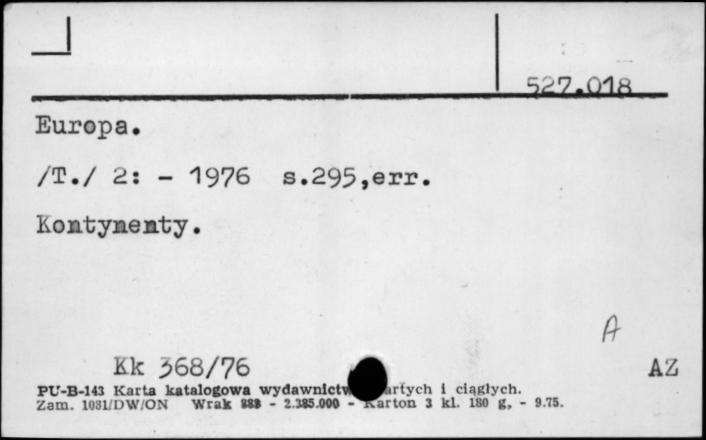 527.018
Europa.
/T./ 2: - 1976 s.295,err.
Kontynenty.
A
Kk 368/76
AZ
PU-B-143 Karta katalogowa wydawnictw artych i ciągłych.
Zam. 1031/DW/ON Wrak - 2.385.000 - Karton 3 kl. 180 g, - 9.75.